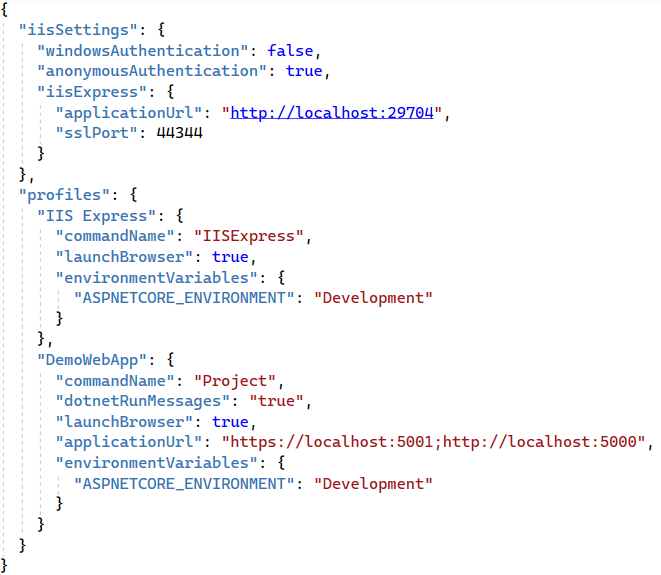 {
  "iisSettings": {
    "windowsAuthentication": false,
    "anonymousAuthentication": true,
    "iisExpress": {
      "applicationUrl": "http://localhost:29704",
      "sslPort": 44344
    }
  },
  "profiles": {
    "IIS Express": {
      "commandName": "IISExpress",
      "launchBrowser": true,
      "environmentVariables": {
        "ASPNETCORE_ENVIRONMENT": "Development"
      }
    },
    "DemoWebApp": {
      "commandName": "Project",
      "dotnetRunMessages": "true",
      "launchBrowser": true,
      "applicationUrl": "https://localhost:5001;http://localhost:5000",
      "environmentVariables": {
        "ASPNETCORE_ENVIRONMENT": "Development"
      }
    }
  }
}